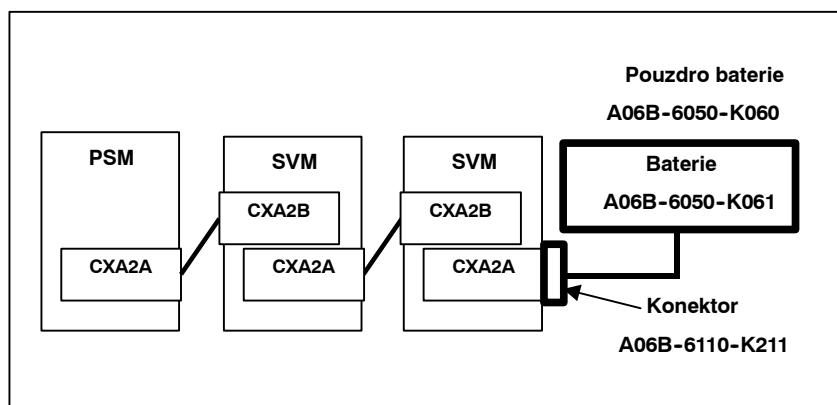 Pouzdro baterie
A06B-6050-K060
PSM
SVM
SVM
Baterie
A06B-6050-K061
CXA2B
CXA2B
CXA2A
CXA2A
CXA2A
Konektor
A06B-6110-K211